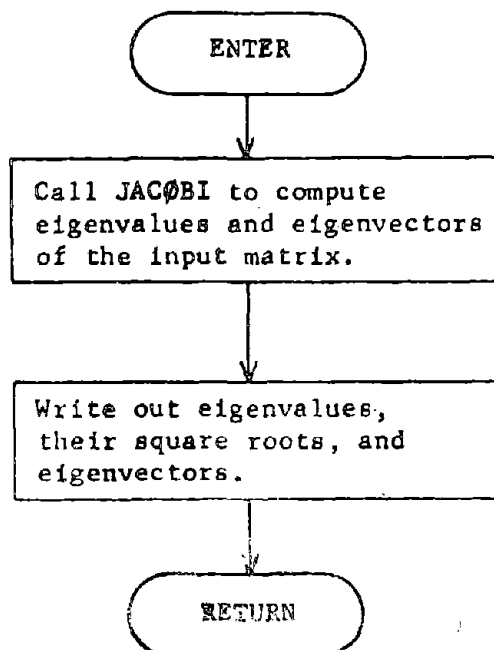 ENTER
Call JACØBI to compute
eigenvalues and eigenvectors
of the input matrix.
Write out eigenvalues,
their square roots, and
eigenvectors.
RETURN